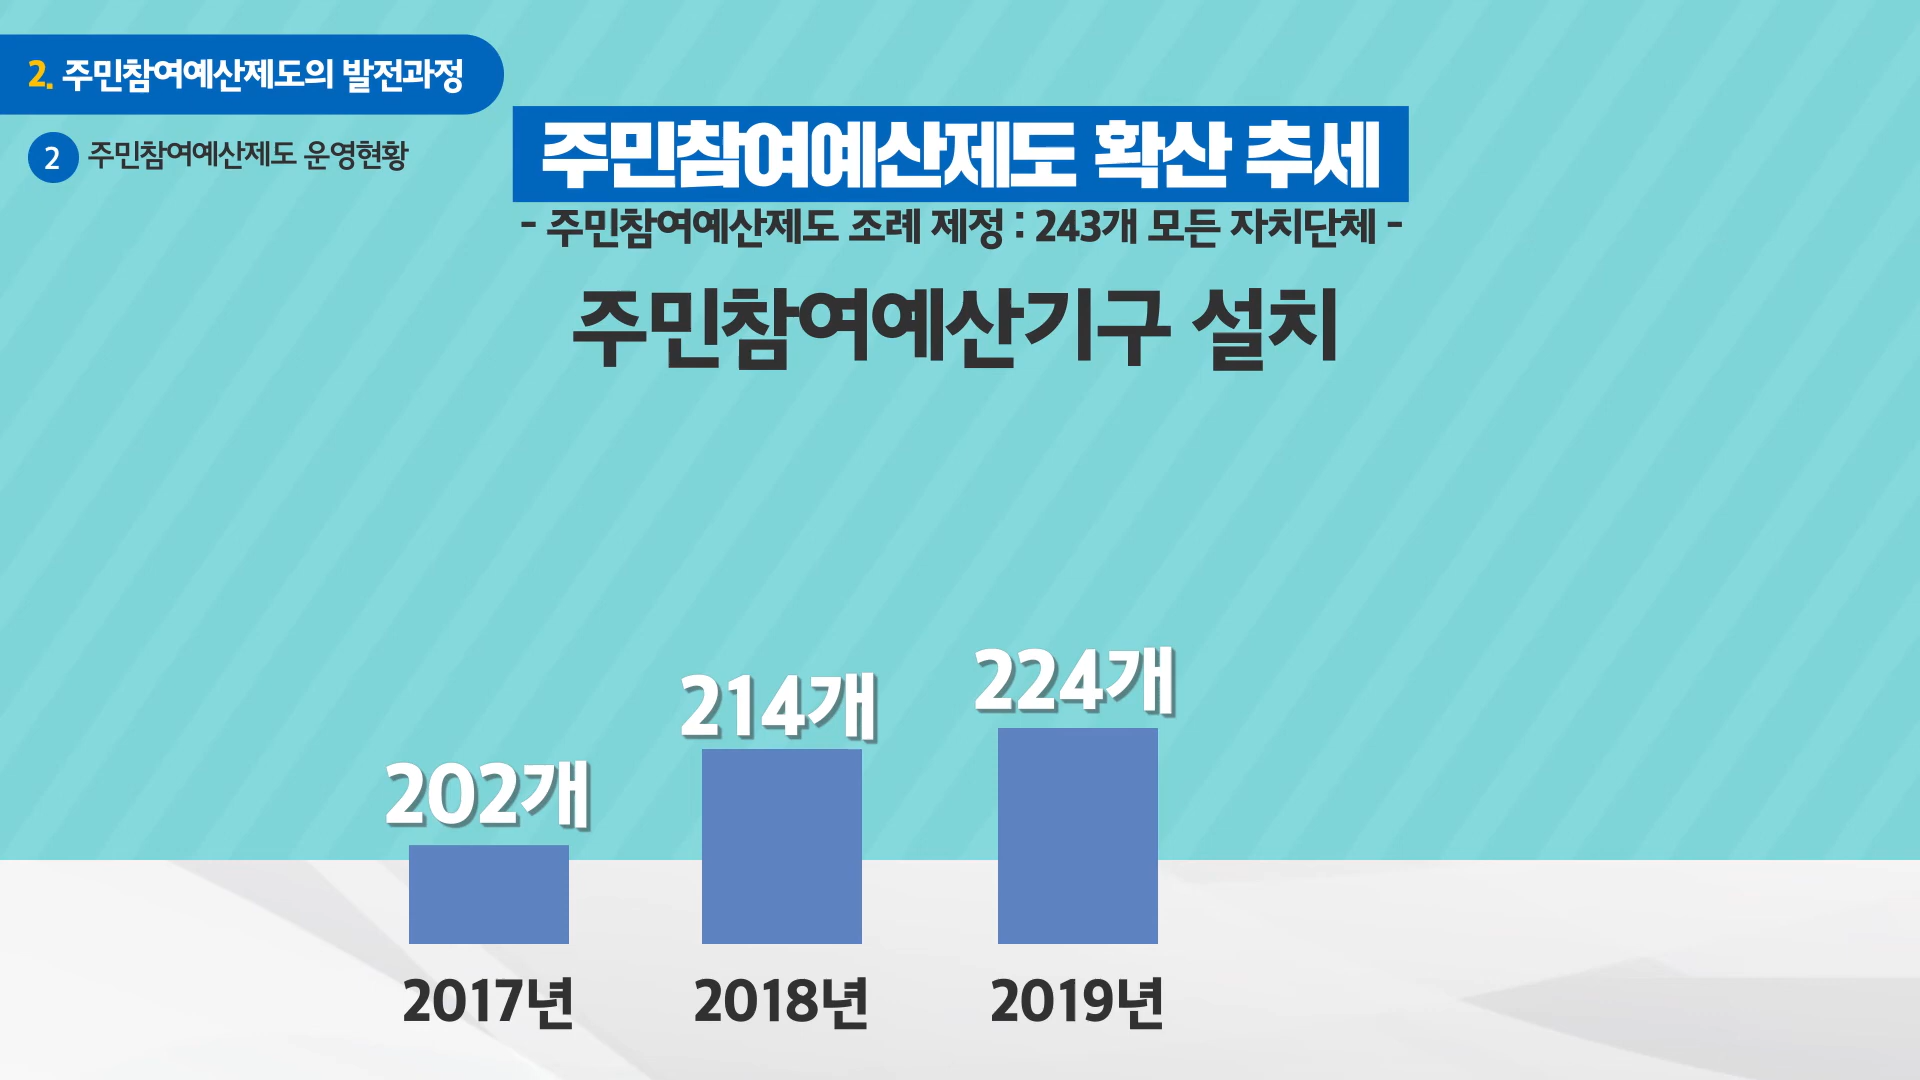 2. 주민참여예산제도의 발전과정
2 주민참여예산제도 운영현황
주민참여예산제도 확산 추세
- 주민참여예산제도 조례 제정 : 243개 모든 자치단체 -
주민참여예산기구 설치
202개
214개
224개
2017년
2018년
2019년